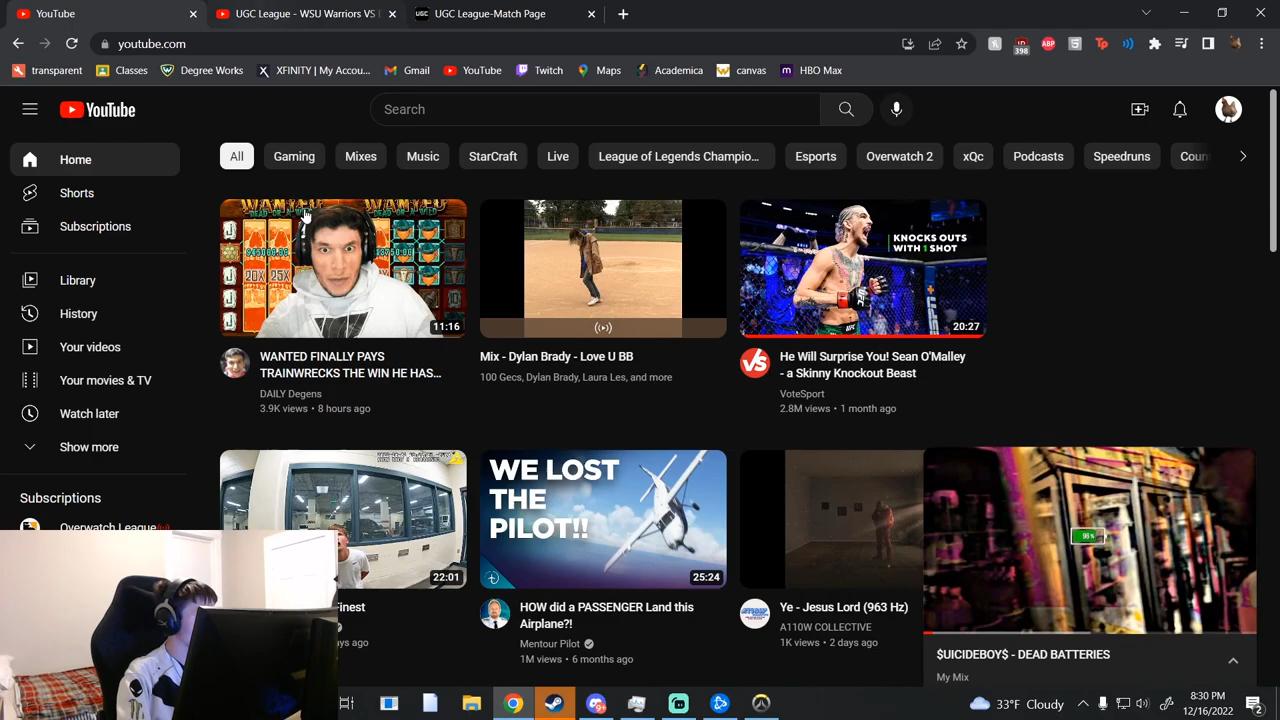 YouTube
UGC League - WSU Warriors VS
UGC League-Match Page
youtube.com
398
ABP
transparent
Classes
Degree Works
XFINITY | My Accou...
Gmail
YouTube
Twitch
Maps
Academica
canvas
HBO Max
YouTube
Search
Home
Shorts
Subscriptions
Library
History
Your videos
Your movies & TV
Watch later
Show more
Subscriptions
Overwatch League
All
Gaming
Mixes
Music
StarCraft
Live
League of Legends Champio...
Esports
Overwatch 2
xQc
Podcasts
Speedruns
Coun
11:16
WANTED FINALLY PAYS
TRAINWRECKS THE WIN HE HAS...
DAILY Degens
3.9K views • 8 hours ago
Mix - Dylan Brady - Love U BB
100 Gecs, Dylan Brady, Laura Les, and more
KNOCKS OUTS
WITH 1 SHOT
20:27
He Will Surprise You! Sean O'Malley
- a Skinny Knockout Beast
VoteSport
2.8M views • 1 month ago
22:01
Finest
ays ago
WE LOST
THE
PILOT!!
25:24
HOW did a PASSENGER Land this
Airplane?!
Mentour Pilot
1M views • 6 months ago
Ye - Jesus Lord (963 Hz)
A110W COLLECTIVE
1K views • 2 days ago
96%
$UICIDEBOY$ - DEAD BATTERIES
My Mix
33°F Cloudy
8:30 PM
12/16/2022
2